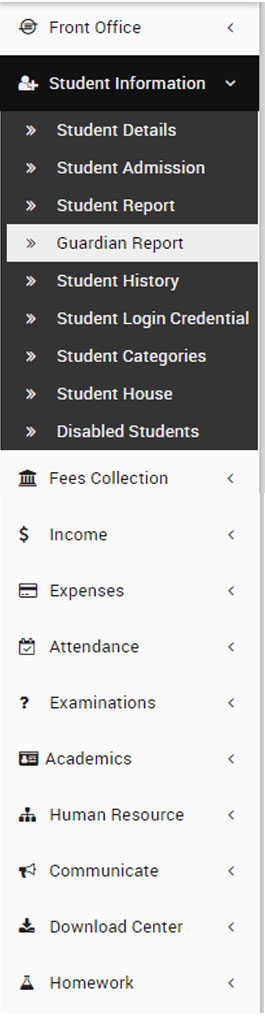 Front Office
Student Information
Student Details
Student Admission
Student Report
Guardian Report
Student History
Student Login Credential
Student Categories
Student House
Disabled Students
Fees Collection
Income
Expenses
Attendance
Examinations
Academics
Human Resource
Communicate
Download Center
Homework